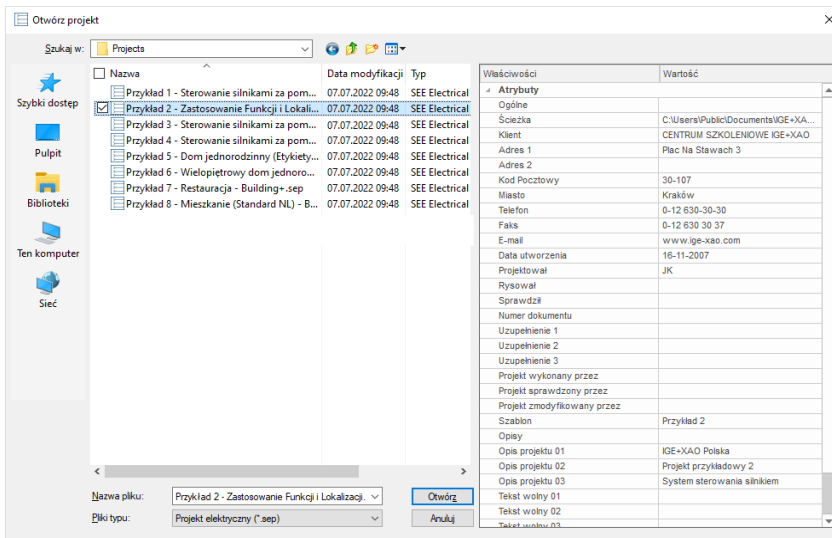 Otwórz projekt
Szukaj w: Projects
Nazwa Data modyfikacji Typ
Przykład 1 - Sterowanie silnikami za pom... 07.07.2022 09:48 SEE Electrical
Przykład 2 - Zastosowanie Funkcji i Lokali... 07.07.2022 09:48 SEE Electrical
Przykład 3 - Sterowanie silnikami za pom... 07.07.2022 09:48 SEE Electrical
Przykład 4 - Sterowanie silnikami za pom... 07.07.2022 09:48 SEE Electrical
Przykład 5 - Dom jednorodzinny (Etykiety... 07.07.2022 09:48 SEE Electrical
Przykład 6 - Wielopiętrowy dom jednoro... 07.07.2022 09:48 SEE Electrical
Przykład 7 - Restauracja - Building+.sep 07.07.2022 09:48 SEE Electrical
Przykład 8 - Mieszkanie (Standard NL) - B... 07.07.2022 09:48 SEE Electrical
Szybki dostęp
Pulpit
Biblioteki
Ten komputer
Sieć
Nazwa pliku: Przykład 2 - Zastosowanie Funkcji i Lokalizacji. Otwórz
Pliki typu: Projekt elektryczny (*.sep) Anuluj
Właściwości Wartość
Atrybuty
Ogólne
Ścieżka C:\Users\Public\Documents\IGE+XA...
Klient CENTRUM SZKOLENIOWE IGE+XAO
Adres 1 Plac Na Stawach 3
Adres 2
Kod Pocztowy 30-107
Miasto Kraków
Telefon 0-12 630-30-30
Faks 0-12 630 30 37
E-mail www.ige-xao.com
Data utworzenia 16-11-2007
Projektował JK
Rysował
Sprawdził
Numer dokumentu
Uzupełnienie 1
Uzupełnienie 2
Uzupełnienie 3
Projekt wykonany przez
Projekt sprawdzony przez
Projekt zmodyfikowany przez
Szablon Przykład 2
Opisy
Opis projektu 01 IGE+XAO Polska
Opis projektu 02 Projekt przykładowy 2
Opis projektu 03 System sterowania silnikiem
Tekst wolny 01
Tekst wolny 02
Tekst wolny 03